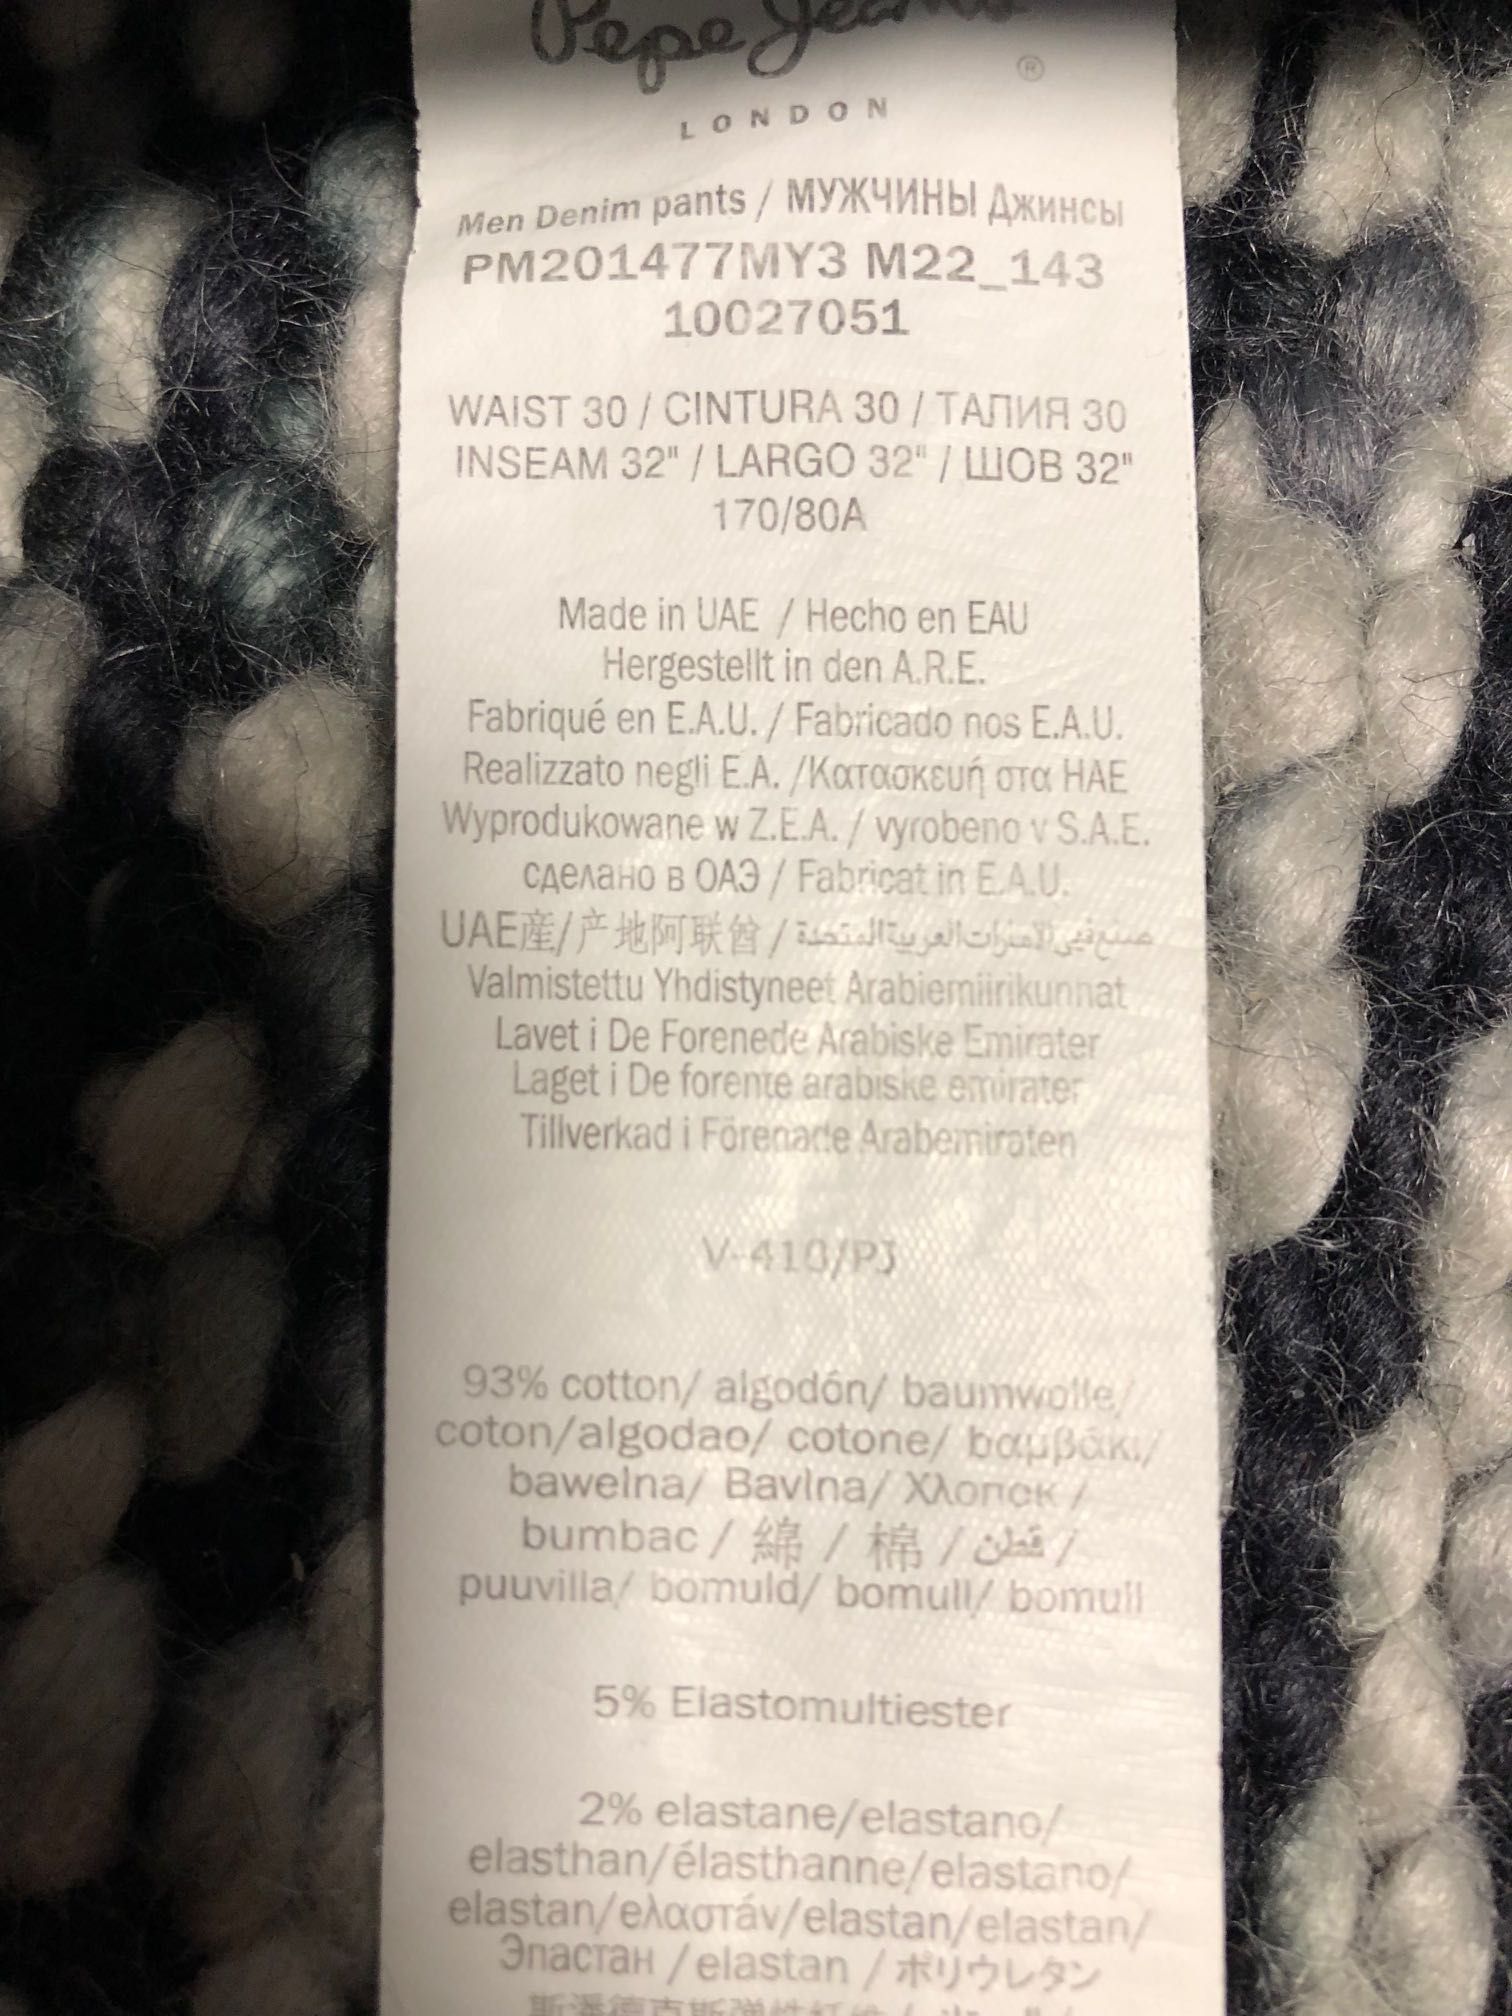 Pepe Jeans
®
LONDON
Men Denim pants / МУЖЧИНЫ Джинсы
PM201477MY3 M22_143
10027051
WAIST 30 / CINTURA 30 / ТАПИЯ 30
INSEAM 32" / LARGO 32" / ШОВ 32"
170/80A
Made in UAE / Hecho en EAU
Hergestellt in den A.R.E.
Fabriqué en E.A.U. / Fabricado nos E.A.U.
Realizzato negli E.A. /Κατασκευή στα ΗΑΕ
Wyprodukowane w Z.E.A. / vyrobeno v S.A.E.
сделано в ОАЭ / Fabricat in E.A.U.
UAE産/产地阿联酋 / صنع في الامارات العربية المتحدة
Valmistettu Yhdistyneet Arabiemiirikunnat
Lavet i De Forenede Arabiske Emirater
Laget i De forente arabiske emirater
Tillverkad i Förenade Arabemiraten
V-410/PJ
93% cotton/ algodón/ baumwolle/
coton/algodao/ cotone/ bαμβάκι/
bawelna/ Bavlna/ Хлопок /
bumbac / 綿 / 棉 / قطن /
puuvilla/ bomuld/ bomull/ bomull
5% Elastomultiester
2% elastane/elastano/
elasthan/élasthanne/elastano/
elastan/ελαστάν/elastan/elastan/
Эпастан /elastan / ポリウレタン